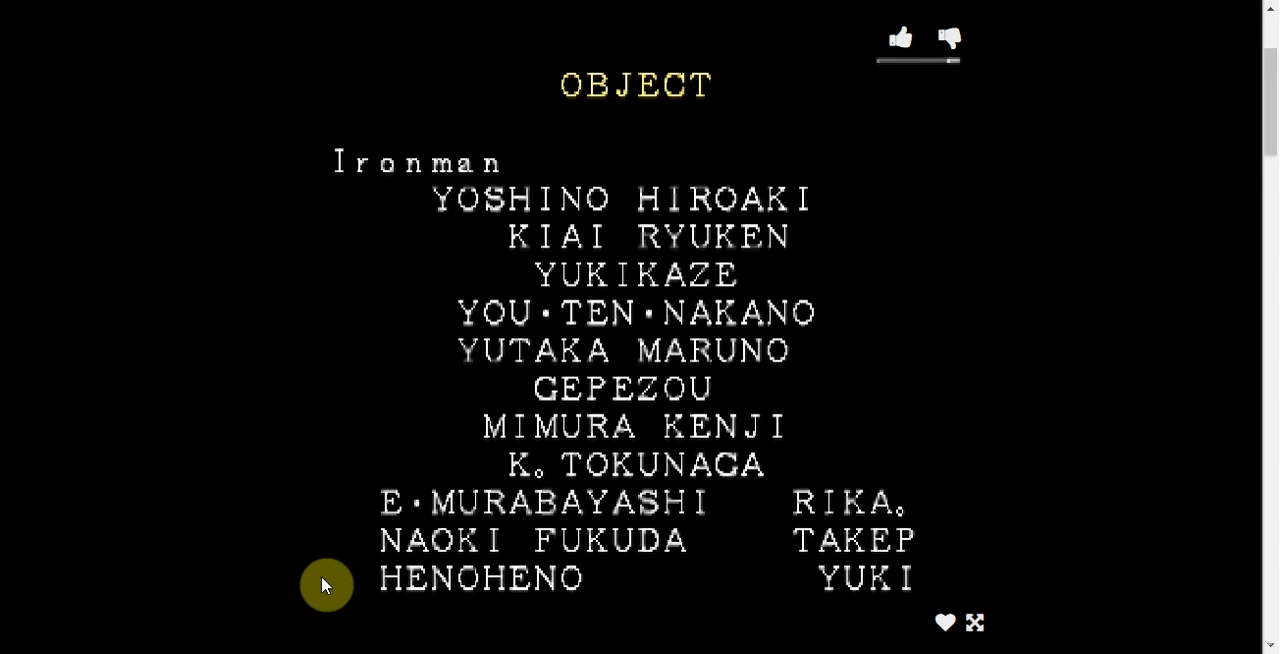 OBJECT
Ironman
YOSHINO HIROAKI
KIAI RYUKEN
YUKIKAZE
YOU・TEN・NAKANO
YUTAKA MARUNO
GEPEZOU
MIMURA KENJI
K。TOKUNAGA
E・MURABAYASHI RIKA。
NAOKI FUKUDA TAKEP
HENOHENO YUKI